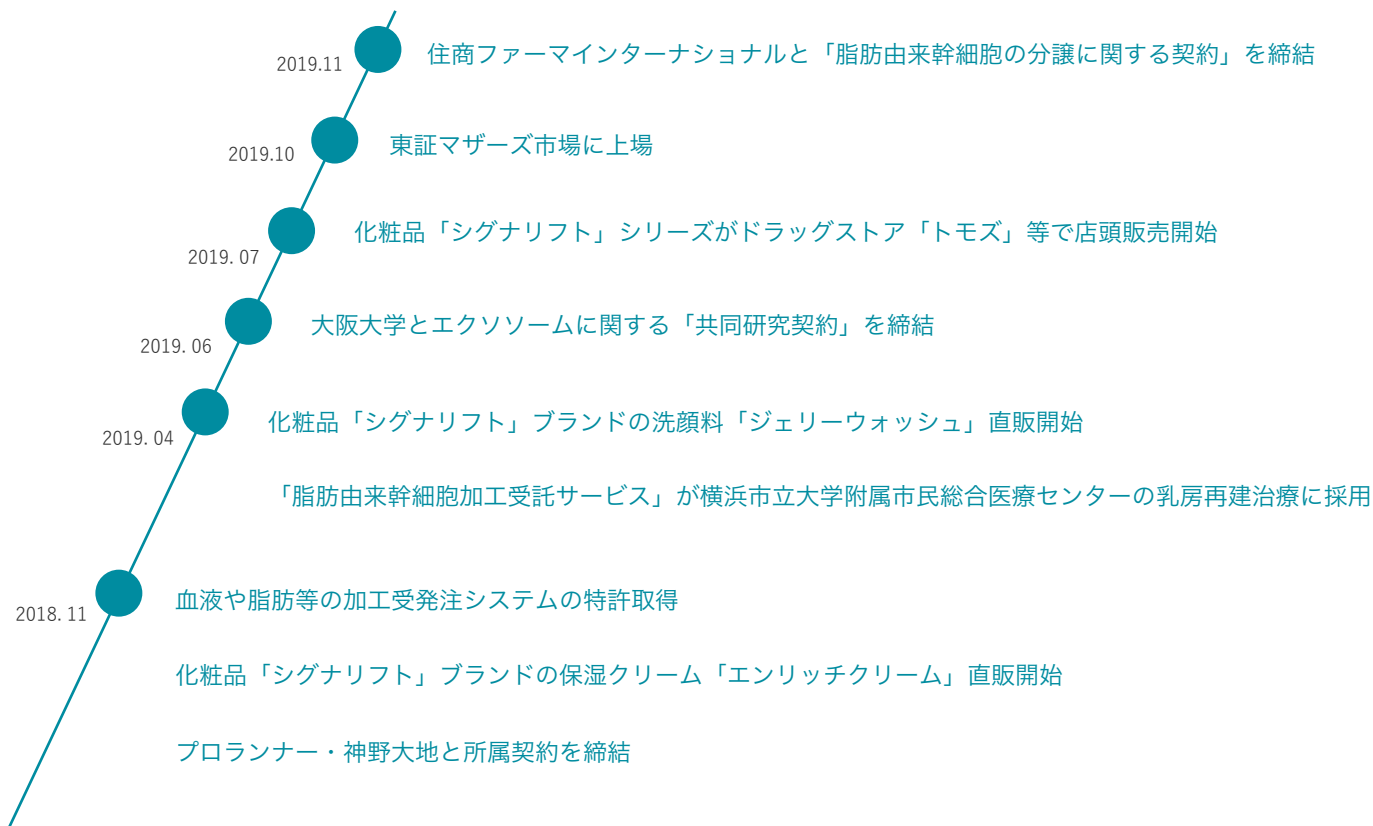 2019.11
住商ファーマインターナショナルと「脂肪由来幹細胞の分譲に関する契約」を締結
2019.10
東証マザーズ市場に上場
2019. 07
化粧品「シグナリフト」シリーズがドラッグストア「トモズ」等で店頭販売開始
2019. 06
大阪大学とエクソソームに関する「共同研究契約」を締結
2019. 04
化粧品「シグナリフト」ブランドの洗顔料「ジェリーウォッシュ」直販開始
「脂肪由来幹細胞加工受託サービス」が横浜市立大学附属市民総合医療センターの乳房再建治療に採用
2018. 11
血液や脂肪等の加工受発注システムの特許取得
化粧品「シグナリフト」ブランドの保湿クリーム「エンリッチクリーム」直販開始
プロランナー・神野大地と所属契約を締結